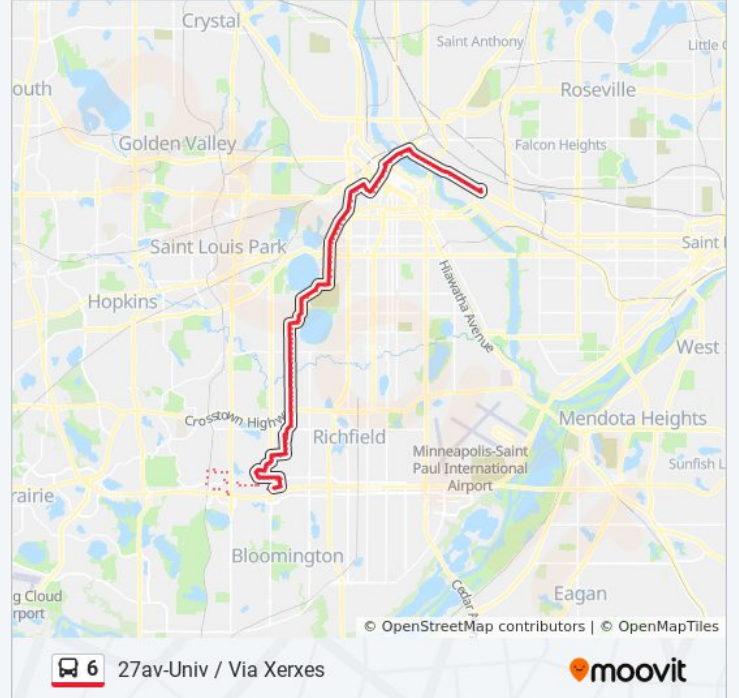 Crystal
Saint Anthony
Little C
outh
Roseville
Golden Valley
Falcon Heights
Saint Louis Park
Saint
Hopkins
Hiawatha Avenue
West
Crosstown Highw
Mendota Heights
Richfield
Minneapolis-Saint
Paul International
Airport
Sunfish L
rairie
Bloomington
g Cloud
rport
Cedar A
Eagan
© OpenStreetMap contributors | © OpenMapTiles
6 27av-Univ / Via Xerxes
moovit